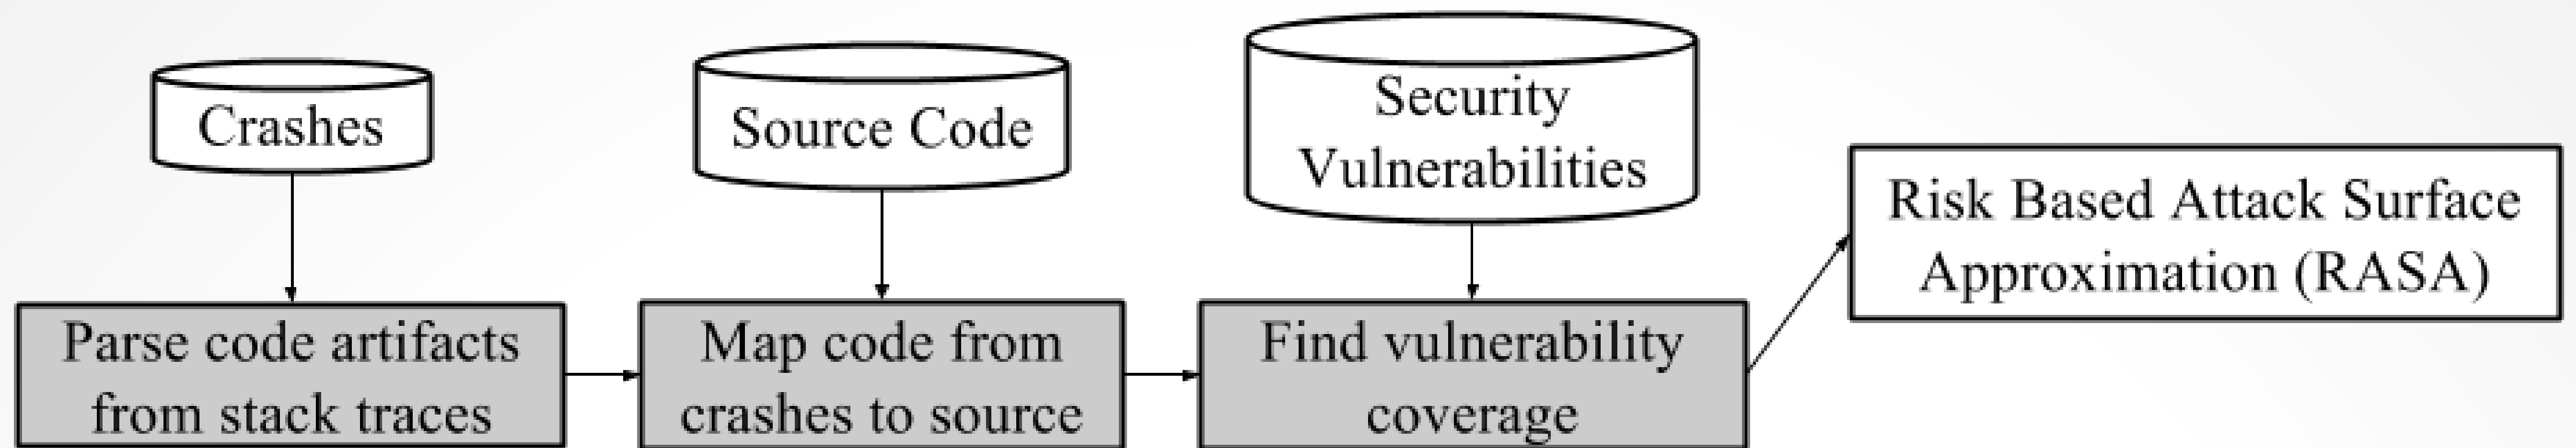 Crashes
Source Code
Security
Vulnerabilities
Risk Based Attack Surface
Approximation (RASA)
Parse code artifacts
from stack traces
Map code from
crashes to source
Find vulnerability
coverage